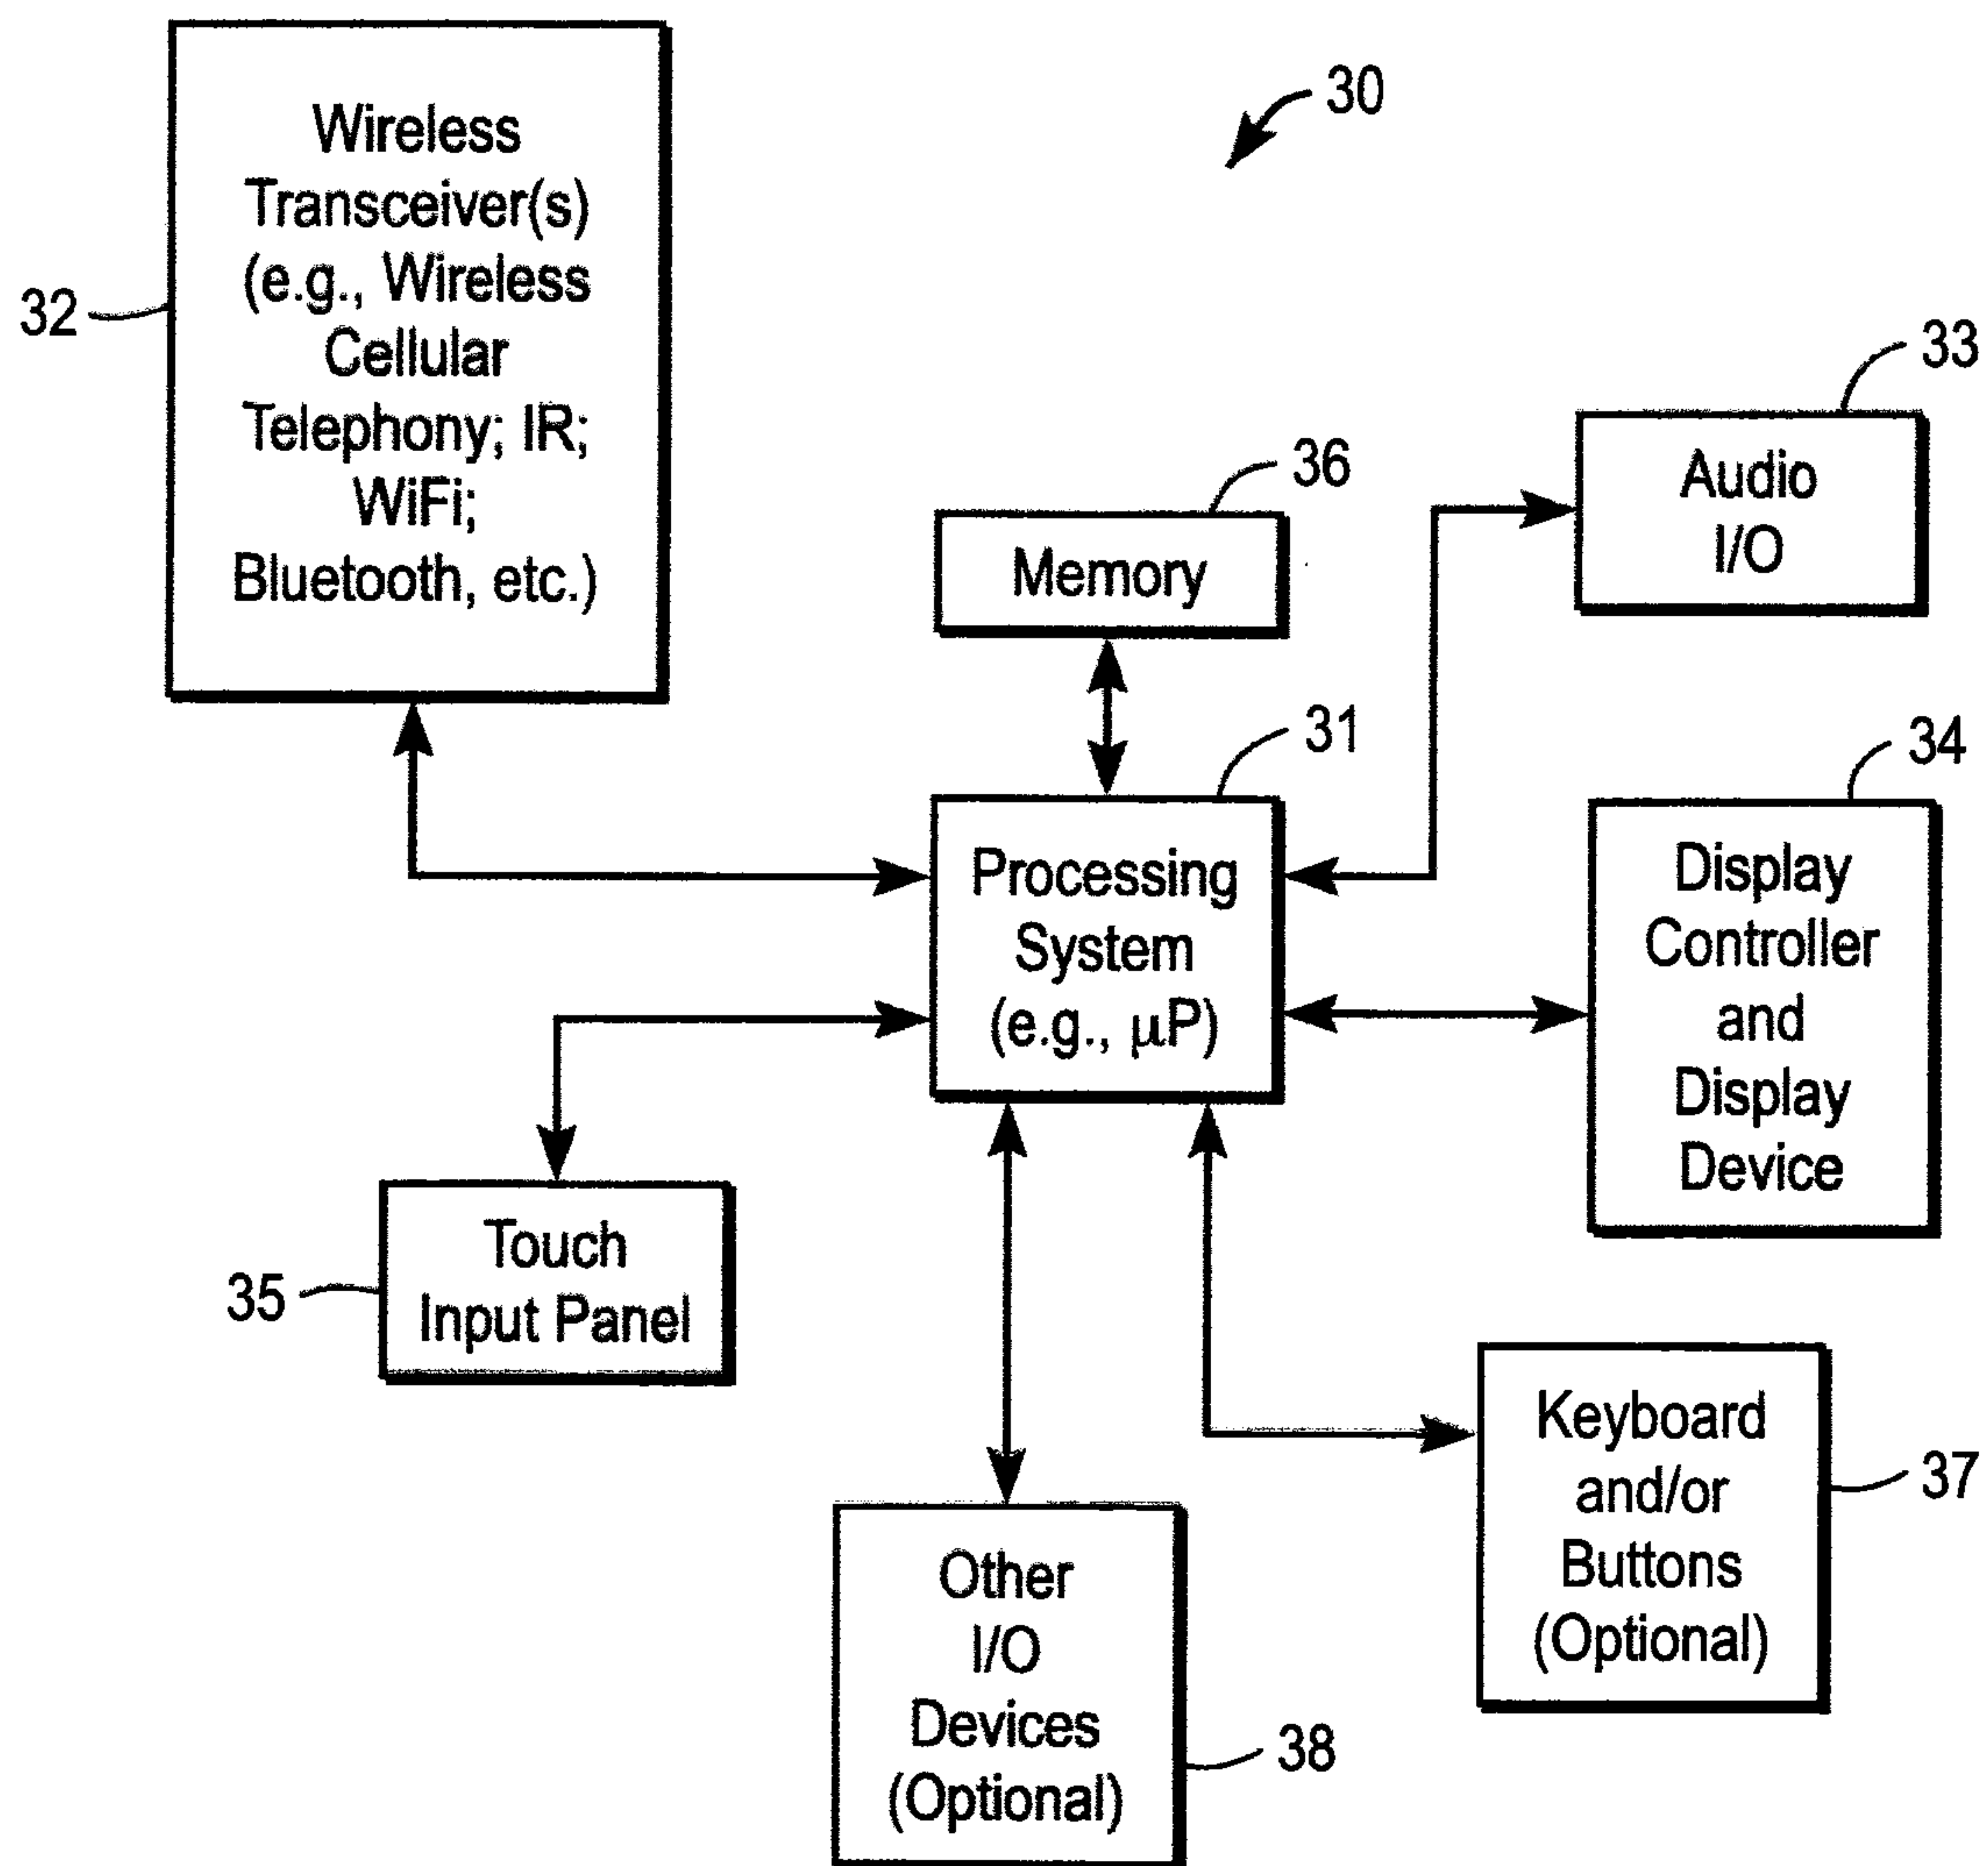 30
Wireless
Transceiver(s)
(e.g., Wireless
Cellular
Telephony; IR;
WiFi;
Bluetooth, etc.)
32
33
Audio
I/O
36
Memory
31
Processing
System
(e.g., μP)
34
Display
Controller
and
Display
Device
35
Touch
Input Panel
37
Keyboard
and/or
Buttons
(Optional)
38
Other
I/O
Devices
(Optional)